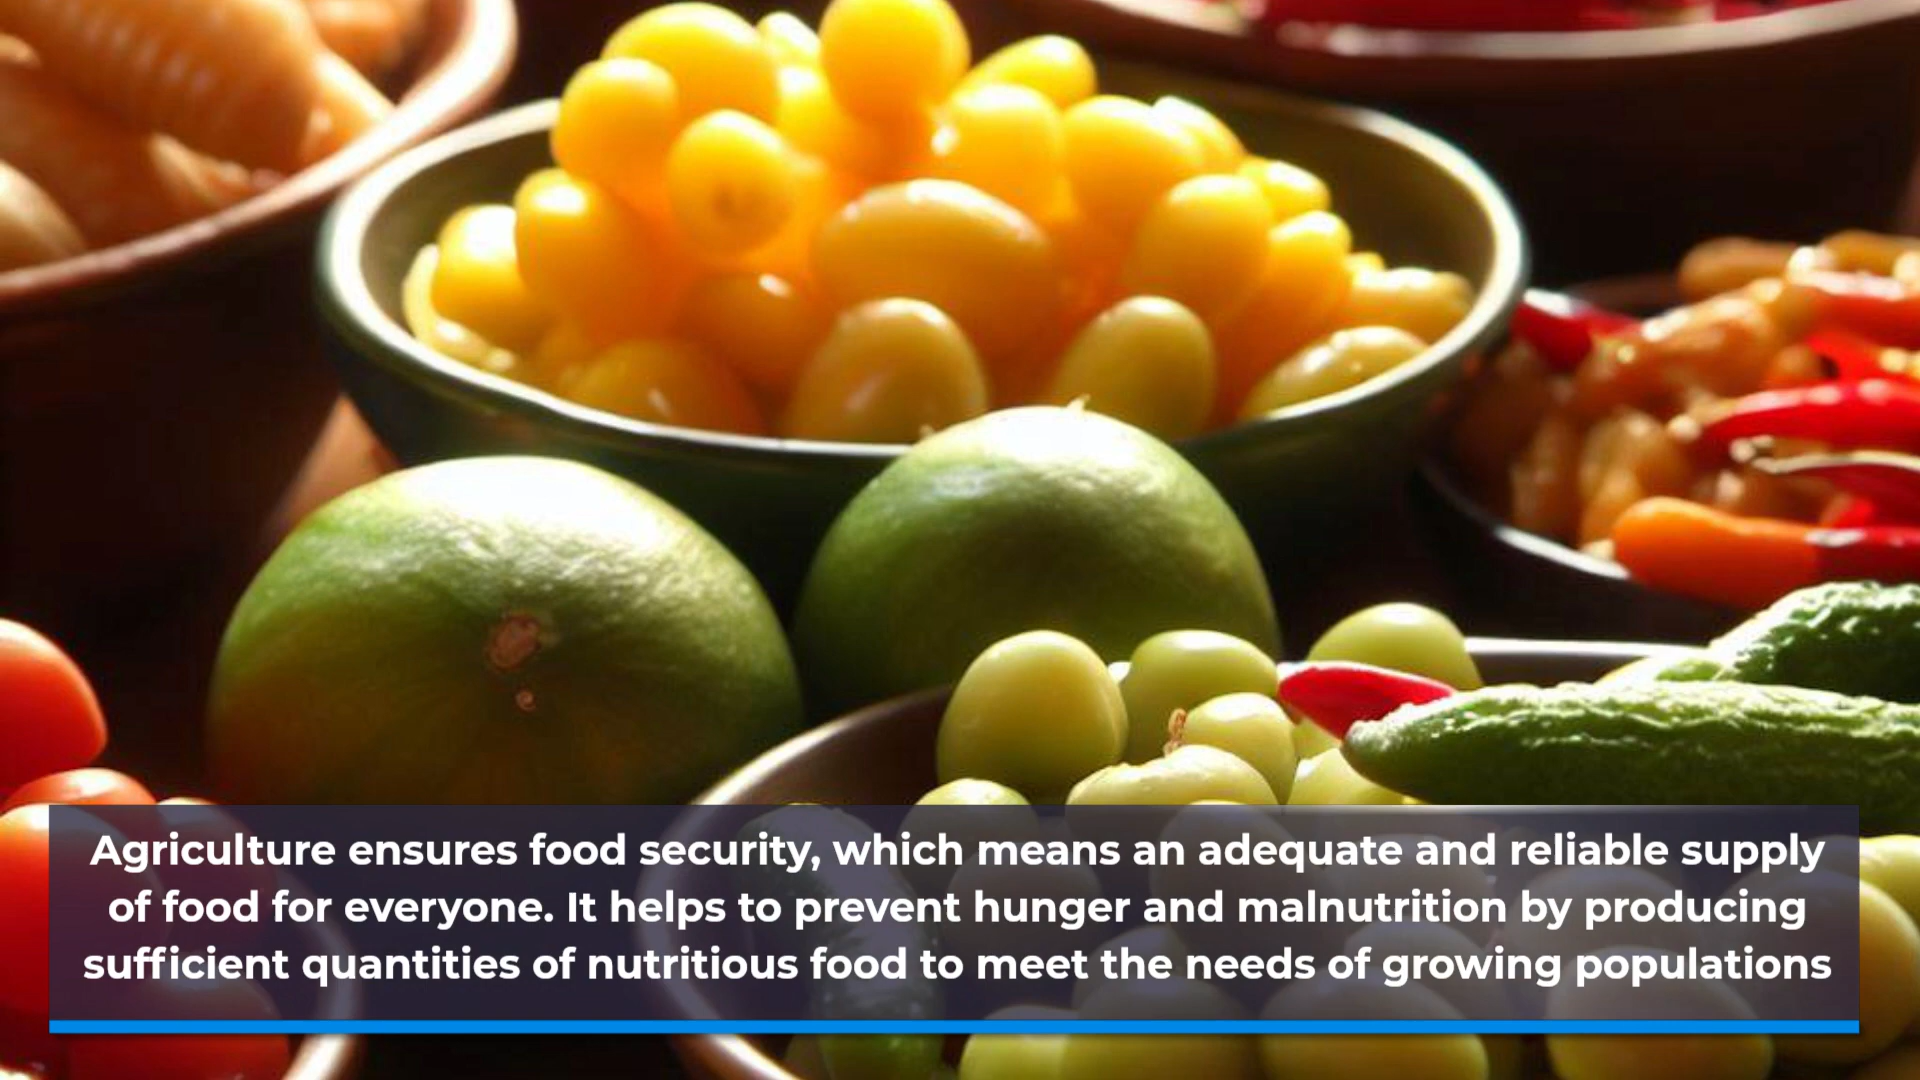 Agriculture ensures food security, which means an adequate and reliable supply
of food for everyone. It helps to prevent hunger and malnutrition by producing
sufficient quantities of nutritious food to meet the needs of growing populations